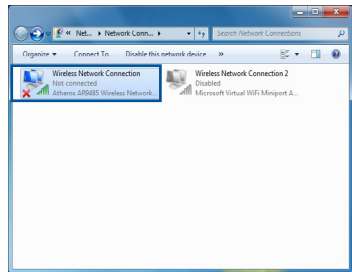 « Net... ▸ Network Conn... ▸
Search Network Connections
Organize ▾ Connect To Disable this network device »
Wireless Network Connection
Not connected
Atheros AR9485 Wireless Network...
Wireless Network Connection 2
Disabled
Microsoft Virtual WiFi Miniport A...